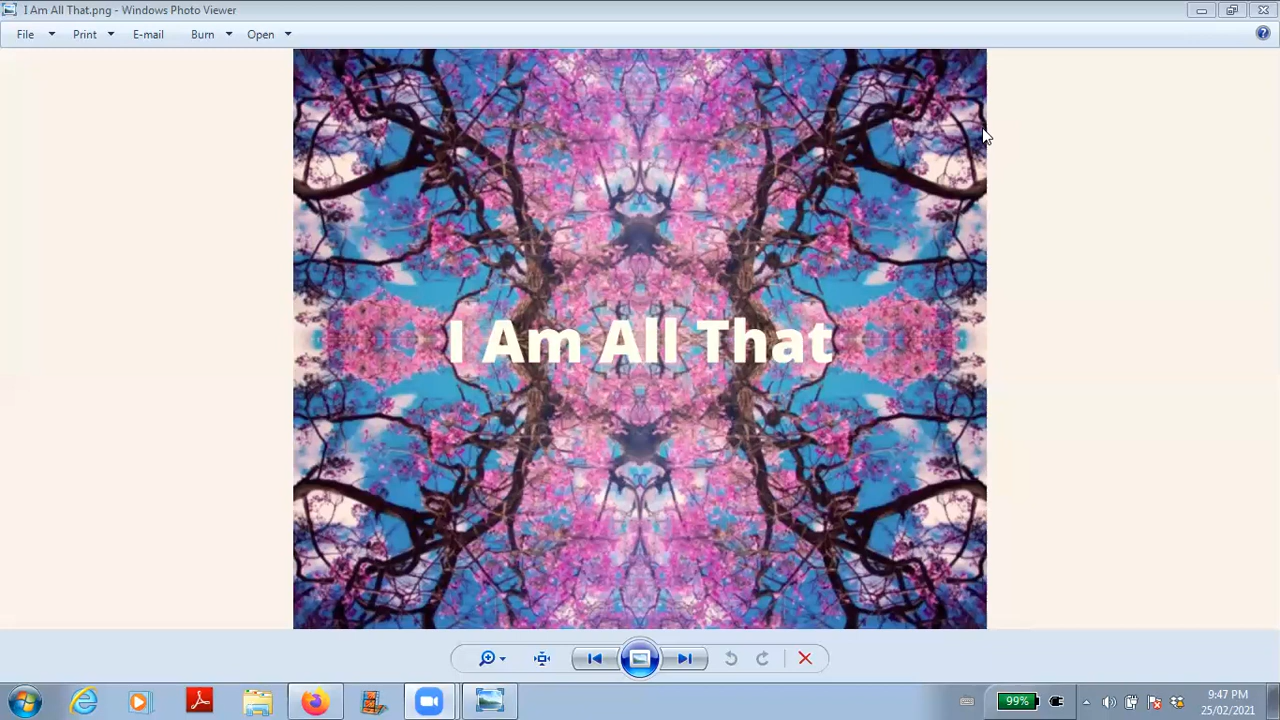 I Am All That.png - Windows Photo Viewer
File Print E-mail Burn Open
I Am All That
99%
9:47 PM
25/02/2021